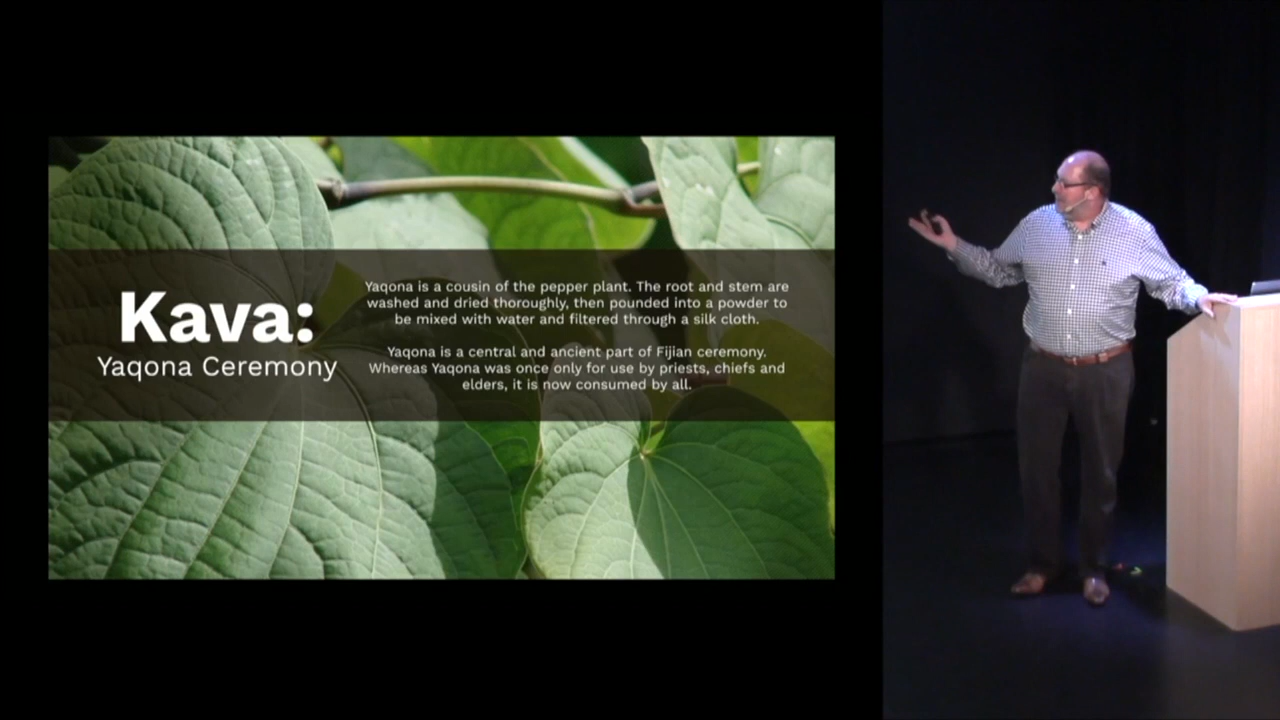 Kava:
Yaqona Ceremony
Yaqona is a cousin of the pepper plant. The root and stem are
washed and dried thoroughly, then pounded into a powder to
be mixed with water and filtered through a silk cloth.
Yaqona is a central and ancient part of Fijian ceremony.
Whereas Yaqona was once only for use by priests, chiefs and
elders, it is now consumed by all.